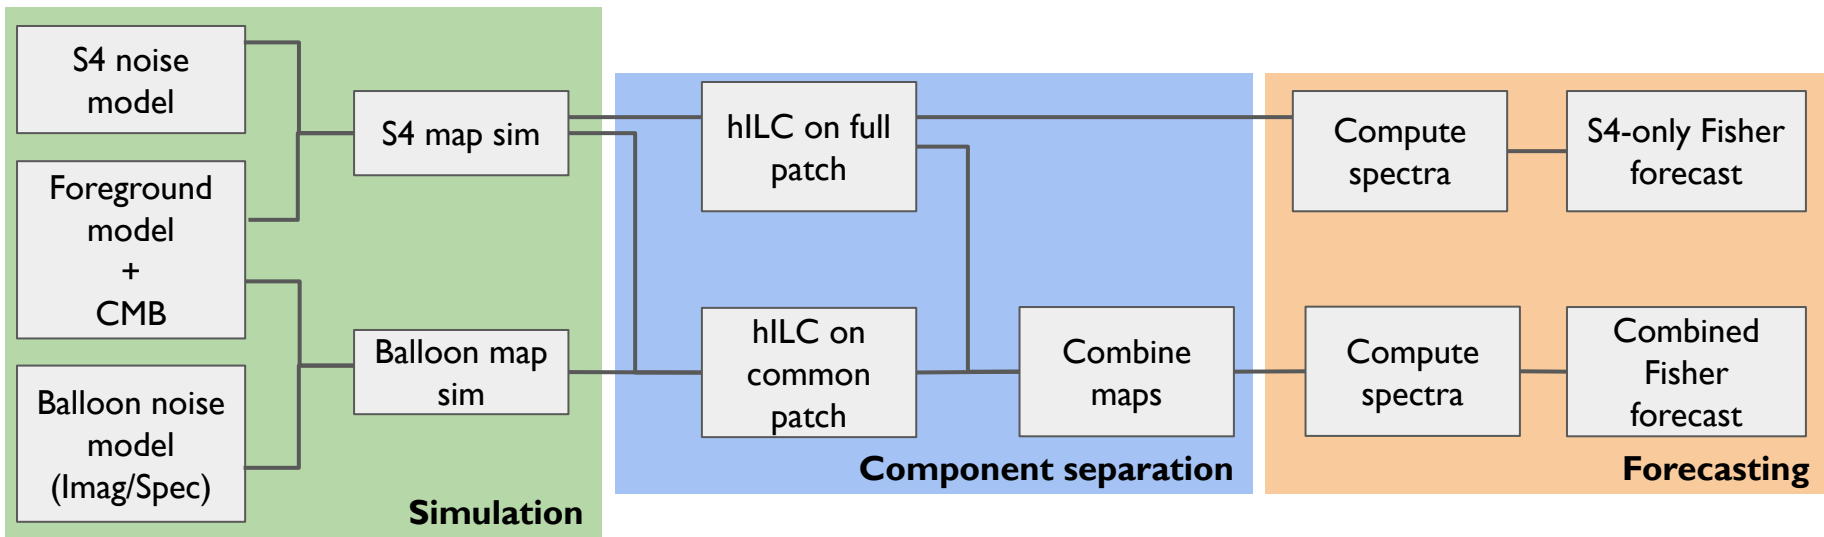 S4 noise
model
Foreground
model
+
CMB
Balloon noise
model
(Imag/Spec)
S4 map sim
Balloon map
sim
Simulation
hILC on full
patch
hILC on
common
patch
Combine
maps
Component separation
Compute
spectra
S4-only Fisher
forecast
Compute
spectra
Combined
Fisher
forecast
Forecasting